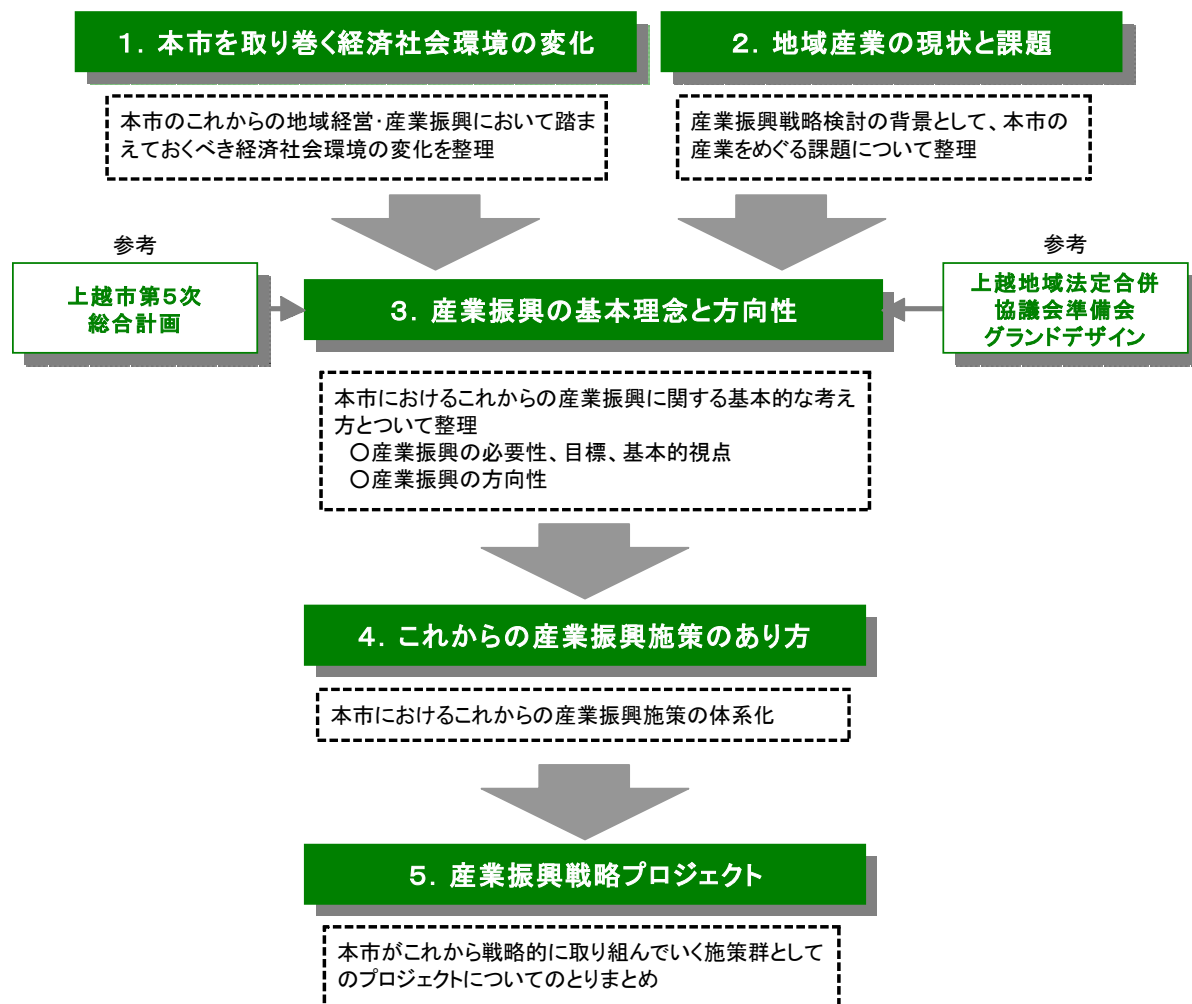 1．本市を取り巻く経済社会環境の変化
2．地域産業の現状と課題
本市のこれからの地域経営・産業振興において踏ま
えておくべき経済社会環境の変化を整理
産業振興戦略検討の背景として、本市の
産業をめぐる課題について整理
参考
上越市第５次
総合計画
3．産業振興の基本理念と方向性
参考
上越地域法定合併
協議会準備会
グランドデザイン
本市におけるこれからの産業振興に関する基本的な考え
方とついて整理
○産業振興の必要性、目標、基本的視点
○産業振興の方向性
4．これからの産業振興施策のあり方
本市におけるこれからの産業振興施策の体系化
5．産業振興戦略プロジェクト
本市がこれから戦略的に取り組んでいく施策群として
のプロジェクトについてのとりまとめ